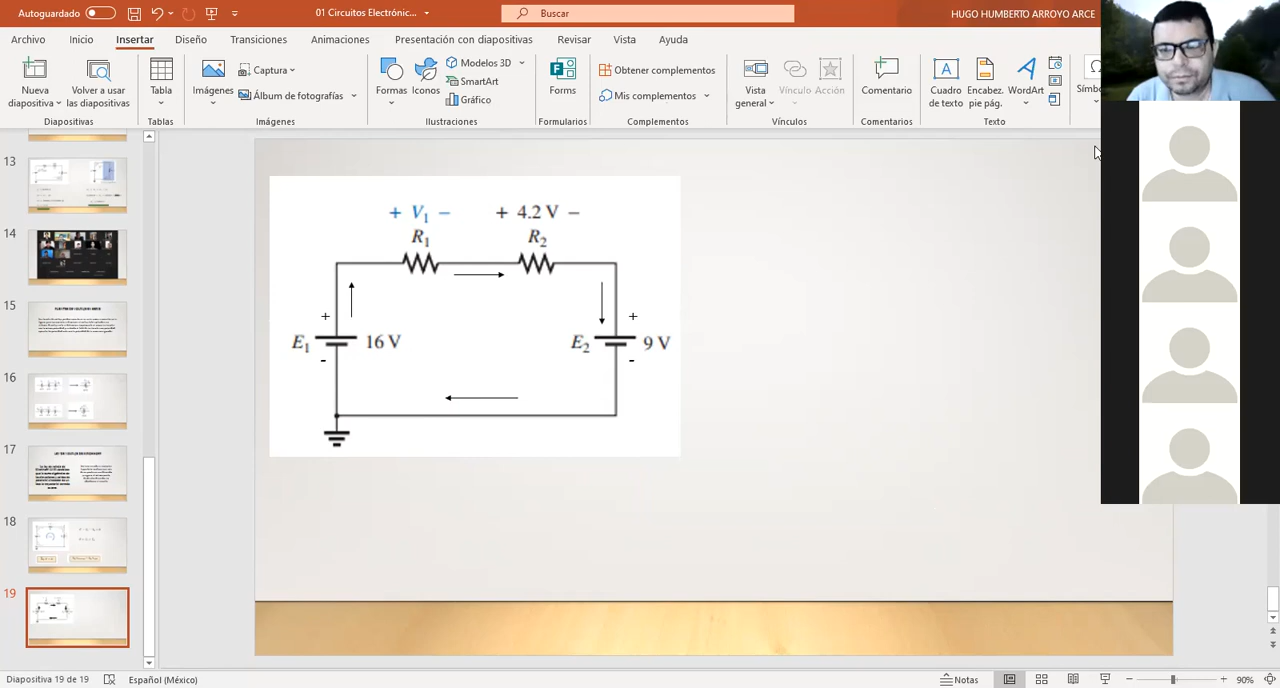 Autoguardado
01 Circuitos Electrónic...
Buscar
HUGO HUMBERTO ARROYO ARCE
Archivo Inicio Insertar Diseño Transiciones Animaciones Presentación con diapositivas Revisar Vista Ayuda
Nueva diapositiva
Volver a usar las diapositivas
Tabla
Imágenes
Captura
Álbum de fotografías
Formas
Iconos
Modelos 3D
SmartArt
Gráfico
Forms
Obtener complementos
Mis complementos
Vista general
Vínculo
Acción
Comentario
Cuadro de texto
Encabez. pie pág.
WordArt
Diapositivas Tablas Imágenes Ilustraciones Formularios Complementos Vínculos Comentarios Texto
13
14
15
16
17
18
19
+ V1 − + 4.2 V −
R1 R2
+ +
E1 16 V E2 9 V
- -
Diapositiva 19 de 19 Español (México) Notas 90%